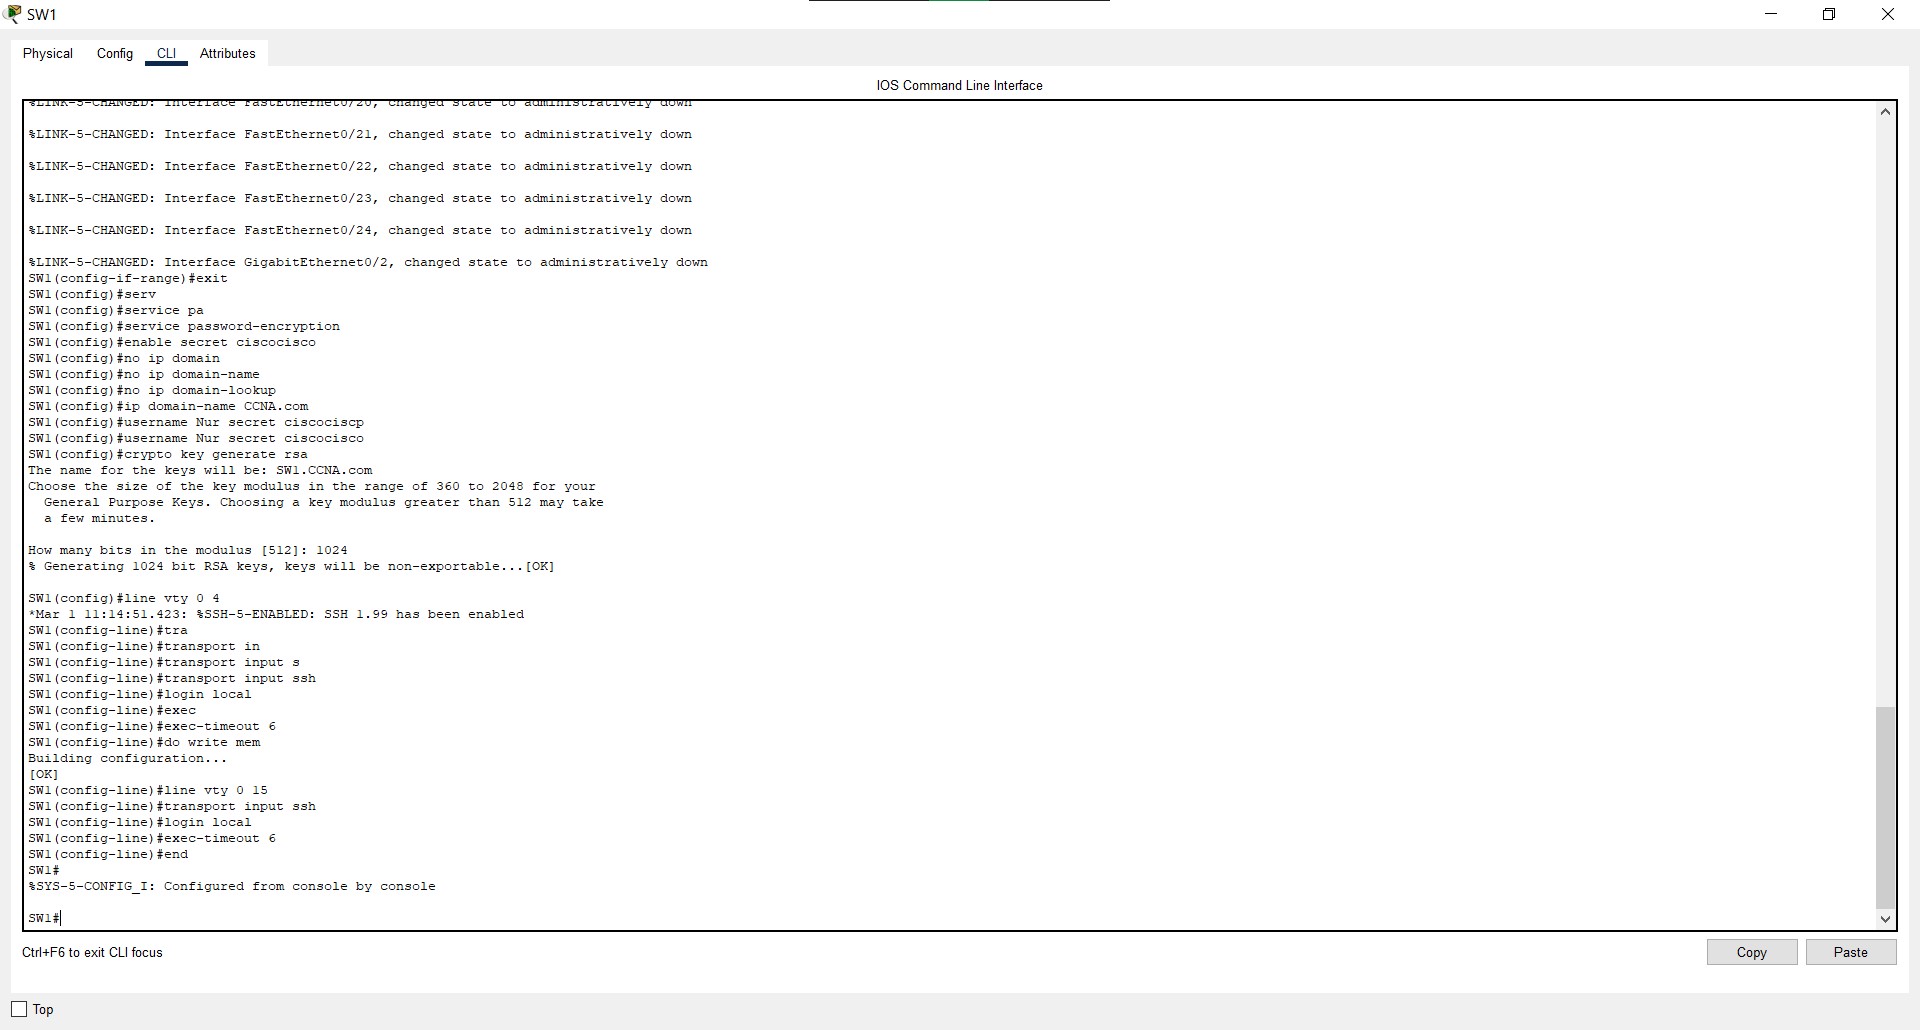 SW1
Physical Config CLI Attributes
IOS Command Line Interface
%LINK-5-CHANGED: Interface FastEthernet0/20, changed state to administratively down
%LINK-5-CHANGED: Interface FastEthernet0/21, changed state to administratively down
%LINK-5-CHANGED: Interface FastEthernet0/22, changed state to administratively down
%LINK-5-CHANGED: Interface FastEthernet0/23, changed state to administratively down
%LINK-5-CHANGED: Interface FastEthernet0/24, changed state to administratively down
%LINK-5-CHANGED: Interface GigabitEthernet0/2, changed state to administratively down
SW1(config-if-range)#exit
SW1(config)#serv
SW1(config)#service pa
SW1(config)#service password-encryption
SW1(config)#enable secret ciscocisco
SW1(config)#no ip domain
SW1(config)#no ip domain-name
SW1(config)#no ip domain-lookup
SW1(config)#ip domain-name CCNA.com
SW1(config)#username Nur secret ciscociscp
SW1(config)#username Nur secret ciscocisco
SW1(config)#crypto key generate rsa
The name for the keys will be: SW1.CCNA.com
Choose the size of the key modulus in the range of 360 to 2048 for your
General Purpose Keys. Choosing a key modulus greater than 512 may take
a few minutes.
How many bits in the modulus [512]: 1024
% Generating 1024 bit RSA keys, keys will be non-exportable...[OK]
SW1(config)#line vty 0 4
*Mar 1 11:14:51.423: %SSH-5-ENABLED: SSH 1.99 has been enabled
SW1(config-line)#tra
SW1(config-line)#transport in
SW1(config-line)#transport input s
SW1(config-line)#transport input ssh
SW1(config-line)#login local
SW1(config-line)#exec
SW1(config-line)#exec-timeout 6
SW1(config-line)#do write mem
Building configuration...
[OK]
SW1(config-line)#line vty 0 15
SW1(config-line)#transport input ssh
SW1(config-line)#login local
SW1(config-line)#exec-timeout 6
SW1(config-line)#end
SW1#
%SYS-5-CONFIG_I: Configured from console by console
SW1#
Ctrl+F6 to exit CLI focus
Copy Paste
Top